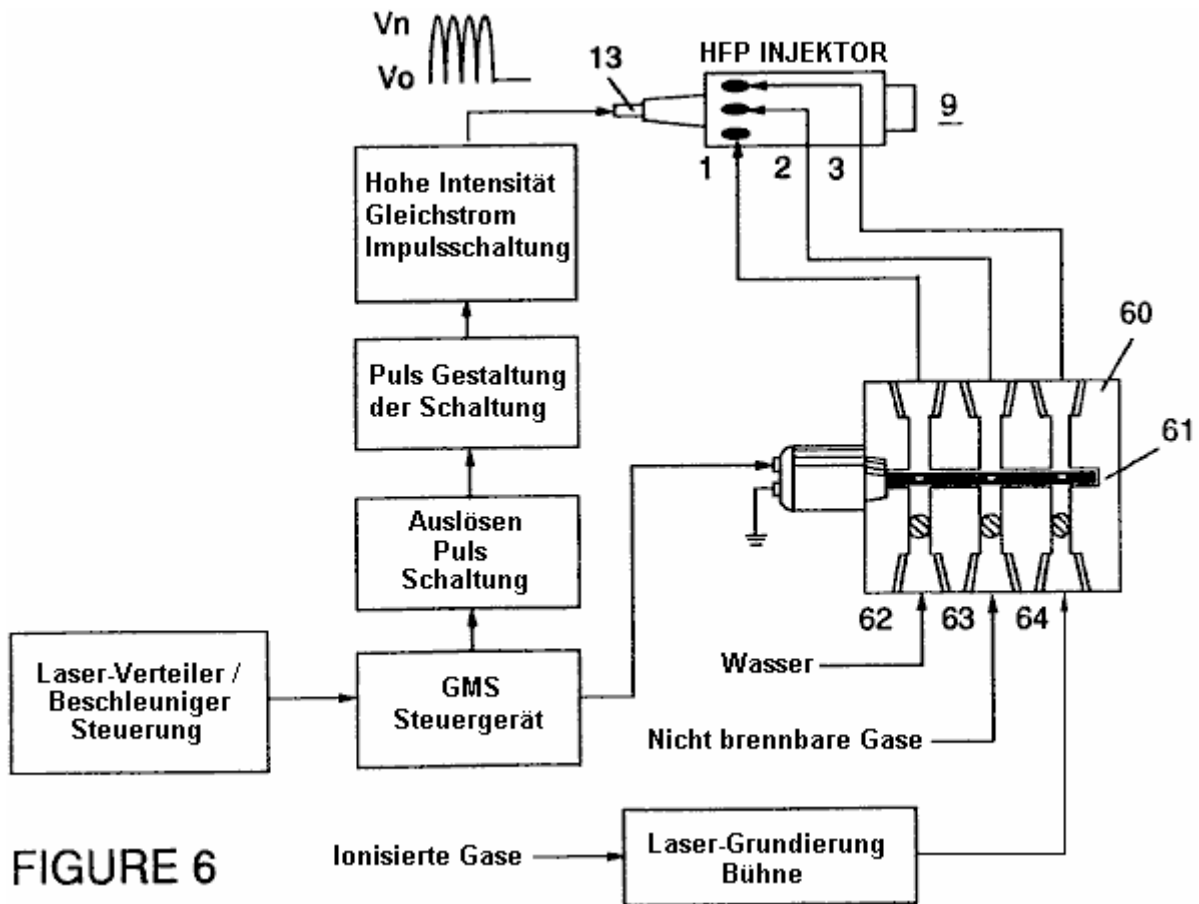 Vn
Vo
13
HFP INJEKTOR
9
1 2 3
Hohe Intensität
Gleichstrom
Impulsschaltung
60
Puls Gestaltung
der Schaltung
61
Auslösen
Puls
Schaltung
62 63 64
Wasser
Laser-Verteiler /
Beschleuniger
Steuerung
GMS
Steuergerät
Nicht brennbare Gase
Ionisierte Gase
Laser-Grundierung
Bühne
FIGURE 6